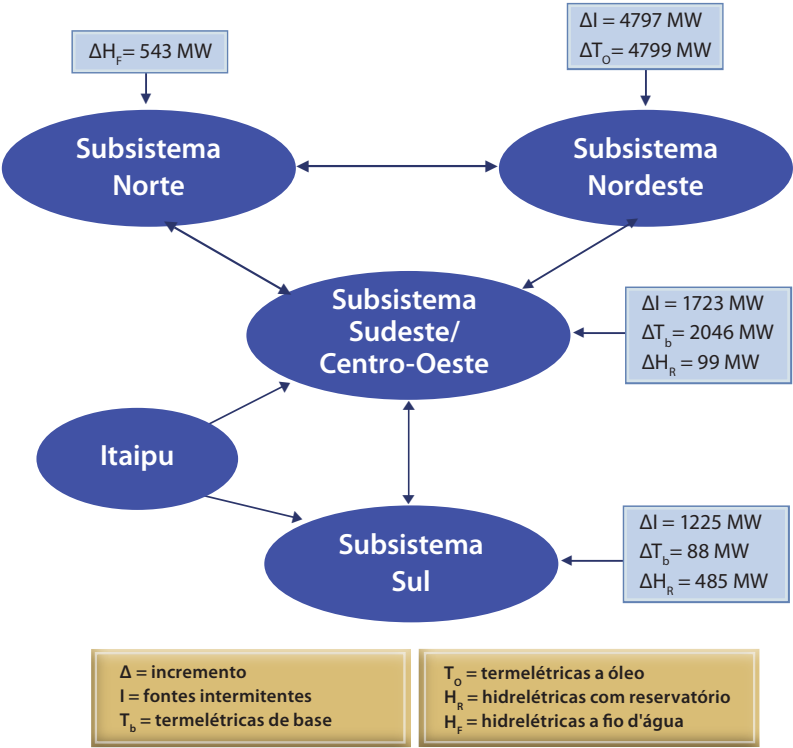 ΔH_F= 543 MW
ΔI = 4797 MW
ΔT_O= 4799 MW
Subsistema
Norte
Subsistema
Nordeste
Subsistema
Sudeste/
Centro-Oeste
ΔI = 1723 MW
ΔT_b= 2046 MW
ΔH_R = 99 MW
Itaipu
Subsistema
Sul
ΔI = 1225 MW
ΔT_b= 88 MW
ΔH_R = 485 MW
Δ = incremento
I = fontes intermitentes
T_b = termelétricas de base
T_O = termelétricas a óleo
H_R = hidrelétricas com reservatório
H_F = hidrelétricas a fio d'água